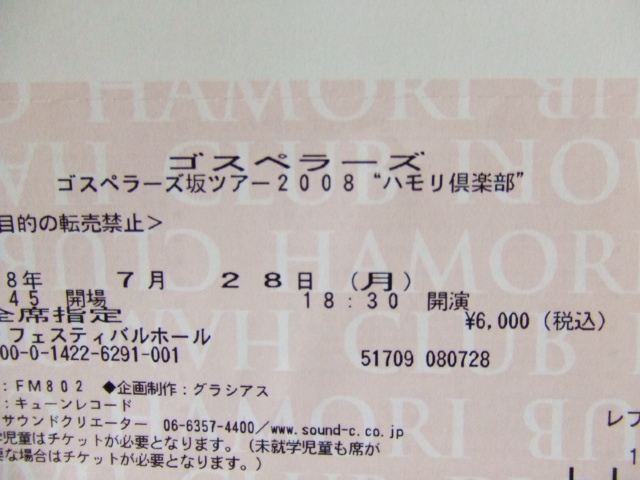 ゴスペラーズ
ゴスペラーズ坂ツアー2008 “ハモリ倶楽部”
目的の転売禁止＞
8年 7月 28日 (月)
45 開場 18:30 開演
全席指定 ¥6,000 (税込)
フェスティバルホール
00-0-1422-6291-001 51709 080728
：FM802 ◆企画制作：グラシアス
：キューンレコード
サウンドクリエーター 06-6357-4400／www.sound-c.co.jp
学児童はチケットが必要となります。(未就学児童も席が
要な場合はチケットが必要となります。)
レフ
1
HAMORI CLUB